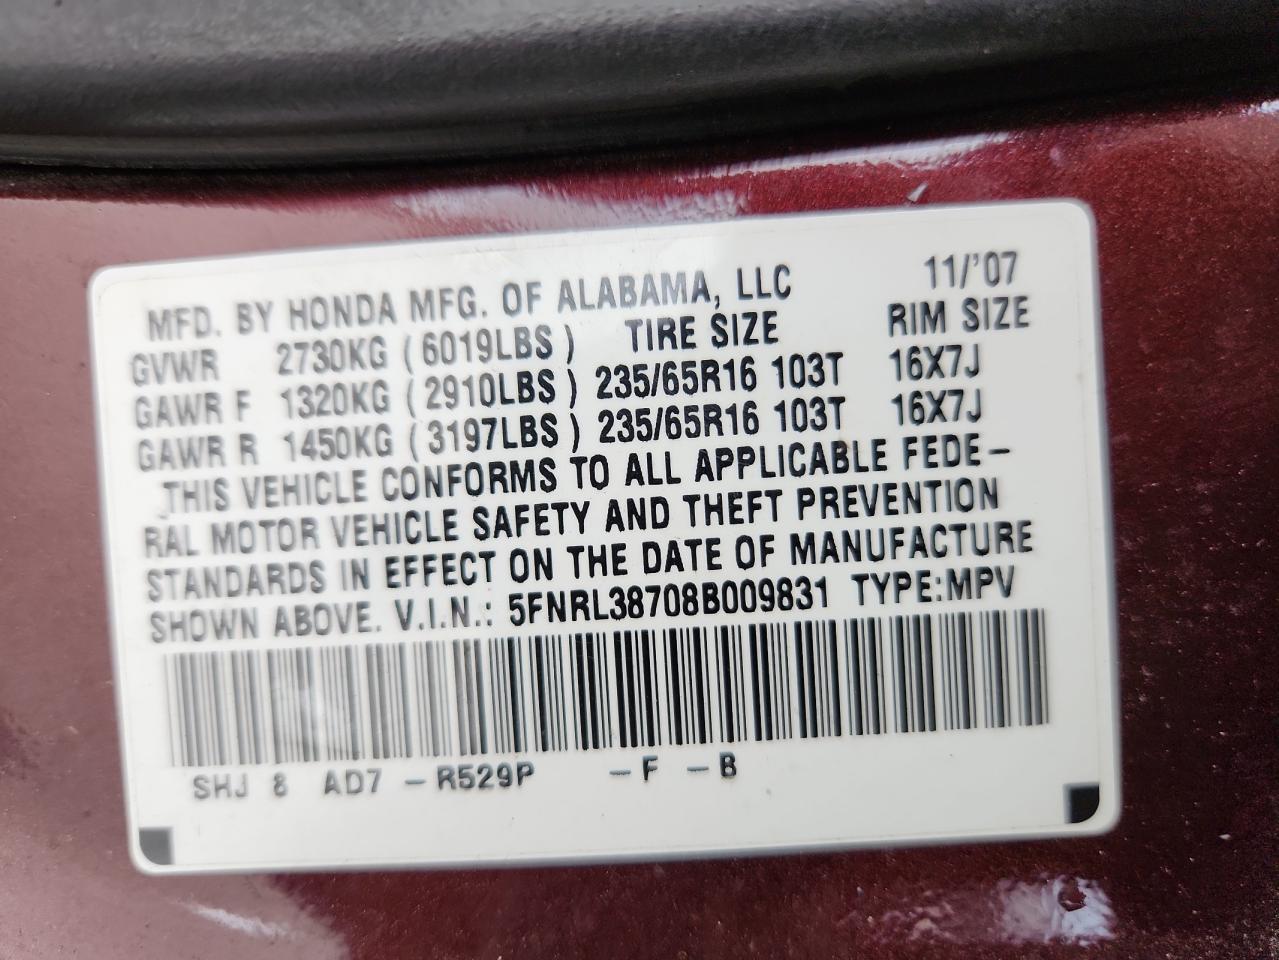 MFD. BY HONDA MFG. OF ALABAMA, LLC 11/'07
GVWR 2730KG (6019LBS) TIRE SIZE RIM SIZE
GAWR F 1320KG (2910LBS) 235/65R16 103T 16X7J
GAWR R 1450KG (3197LBS) 235/65R16 103T 16X7J
THIS VEHICLE CONFORMS TO ALL APPLICABLE FEDE-
RAL MOTOR VEHICLE SAFETY AND THEFT PREVENTION
STANDARDS IN EFFECT ON THE DATE OF MANUFACTURE
SHOWN ABOVE. V.I.N.: 5FNRL38708B009831 TYPE:MPV
SHJ 8 AD7 -R529P -F -B